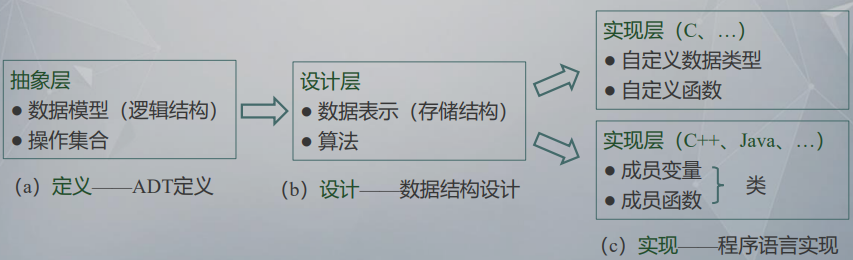 抽象层
● 数据模型（逻辑结构）
● 操作集合
（a）定义——ADT定义
设计层
● 数据表示（存储结构）
● 算法
（b）设计——数据结构设计
实现层（C、…）
● 自定义数据类型
● 自定义函数
实现层（C++、Java、…）
● 成员变量
● 成员函数
类
（c）实现——程序语言实现